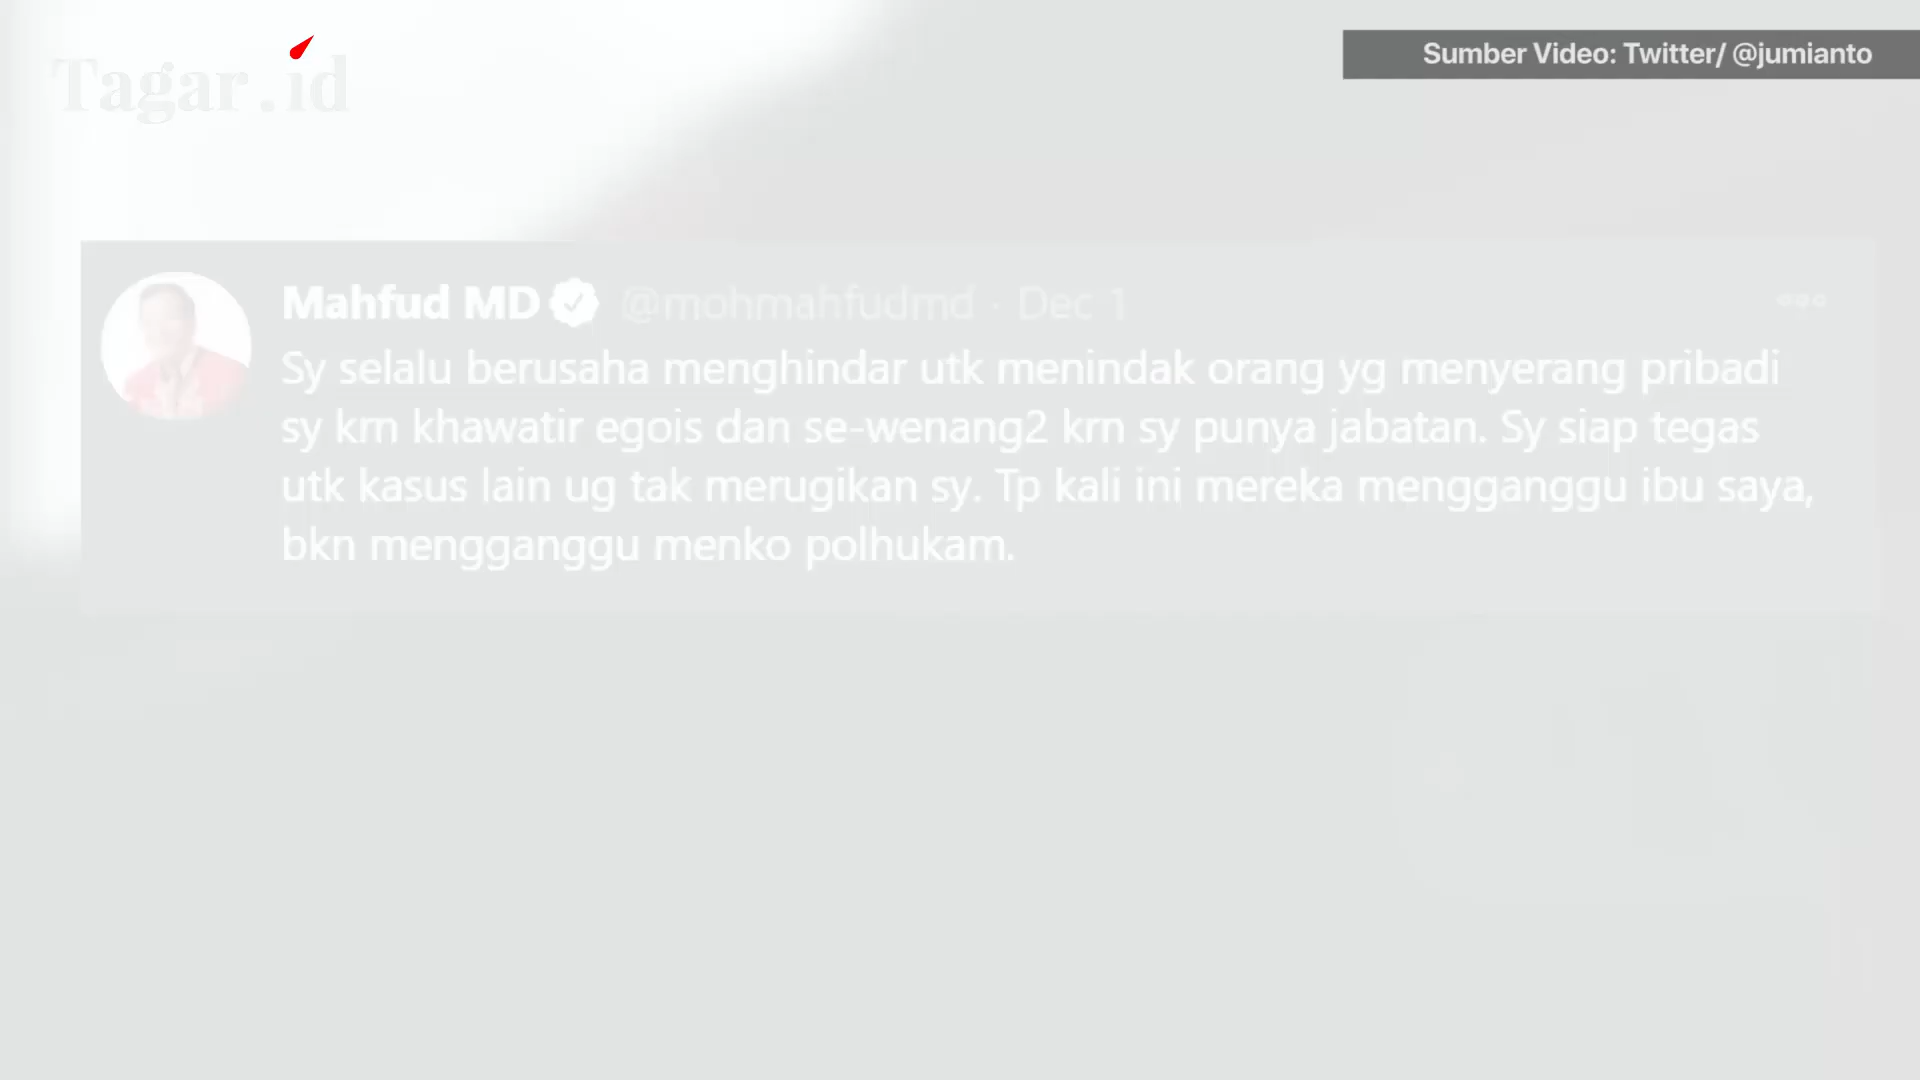 Tagar.id
Sumber Video: Twitter/ @jumianto
Mahfud MD @mohmahfudmd · Dec 1
Sy selalu berusaha menghindar utk menindak orang yg menyerang pribadi
sy krn khawatir egois dan se-wenang2 krn sy punya jabatan. Sy siap tegas
utk kasus lain ug tak merugikan sy. Tp kali ini mereka mengganggu ibu saya,
bkn mengganggu menko polhukam.